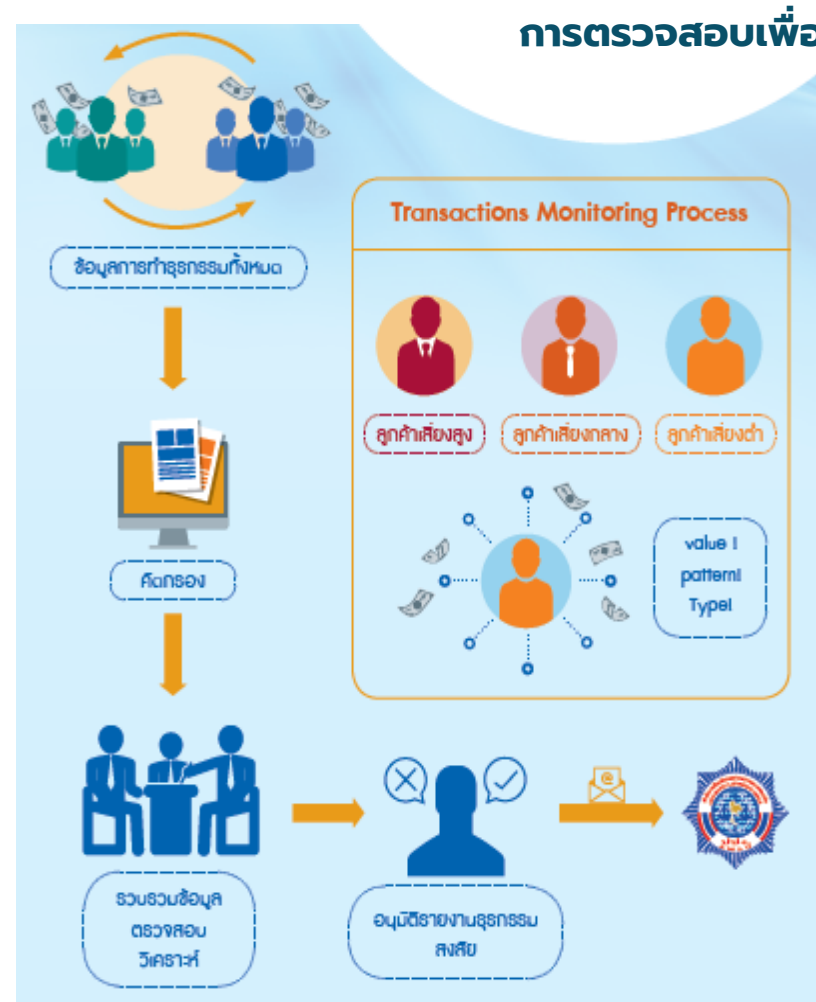 การตรวจสอบเพื่อ
ข้อมูลการทำธุรกรรมทั้งหมด
Transactions Monitoring Process
ลูกค้าเสี่ยงสูง
ลูกค้าเสี่ยงกลาง
ลูกค้าเสี่ยงต่ำ
คัดกรอง
value !
pattern!
Type!
รวบรวมข้อมูล
ตรวจสอบ
วิเคราะห์
อนุมัติรายงานธุรกรรม
สงสัย